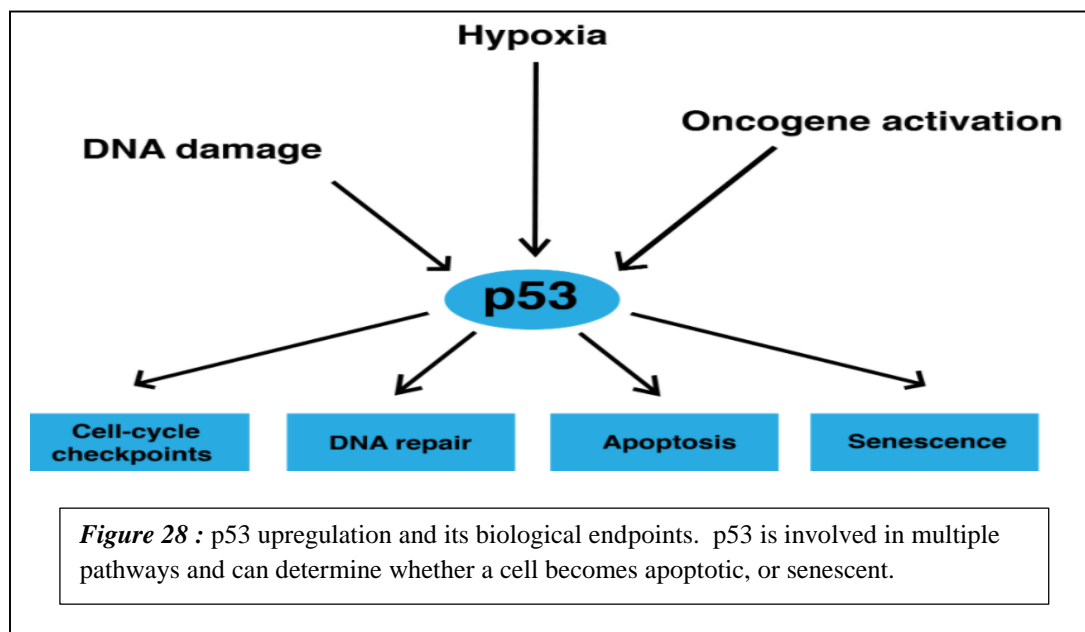 Hypoxia
Oncogene activation
DNA damage
p53
Cell-cycle
checkpoints
DNA repair
Apoptosis
Senescence
Figure 28 : p53 upregulation and its biological endpoints. p53 is involved in multiple
pathways and can determine whether a cell becomes apoptotic, or senescent.